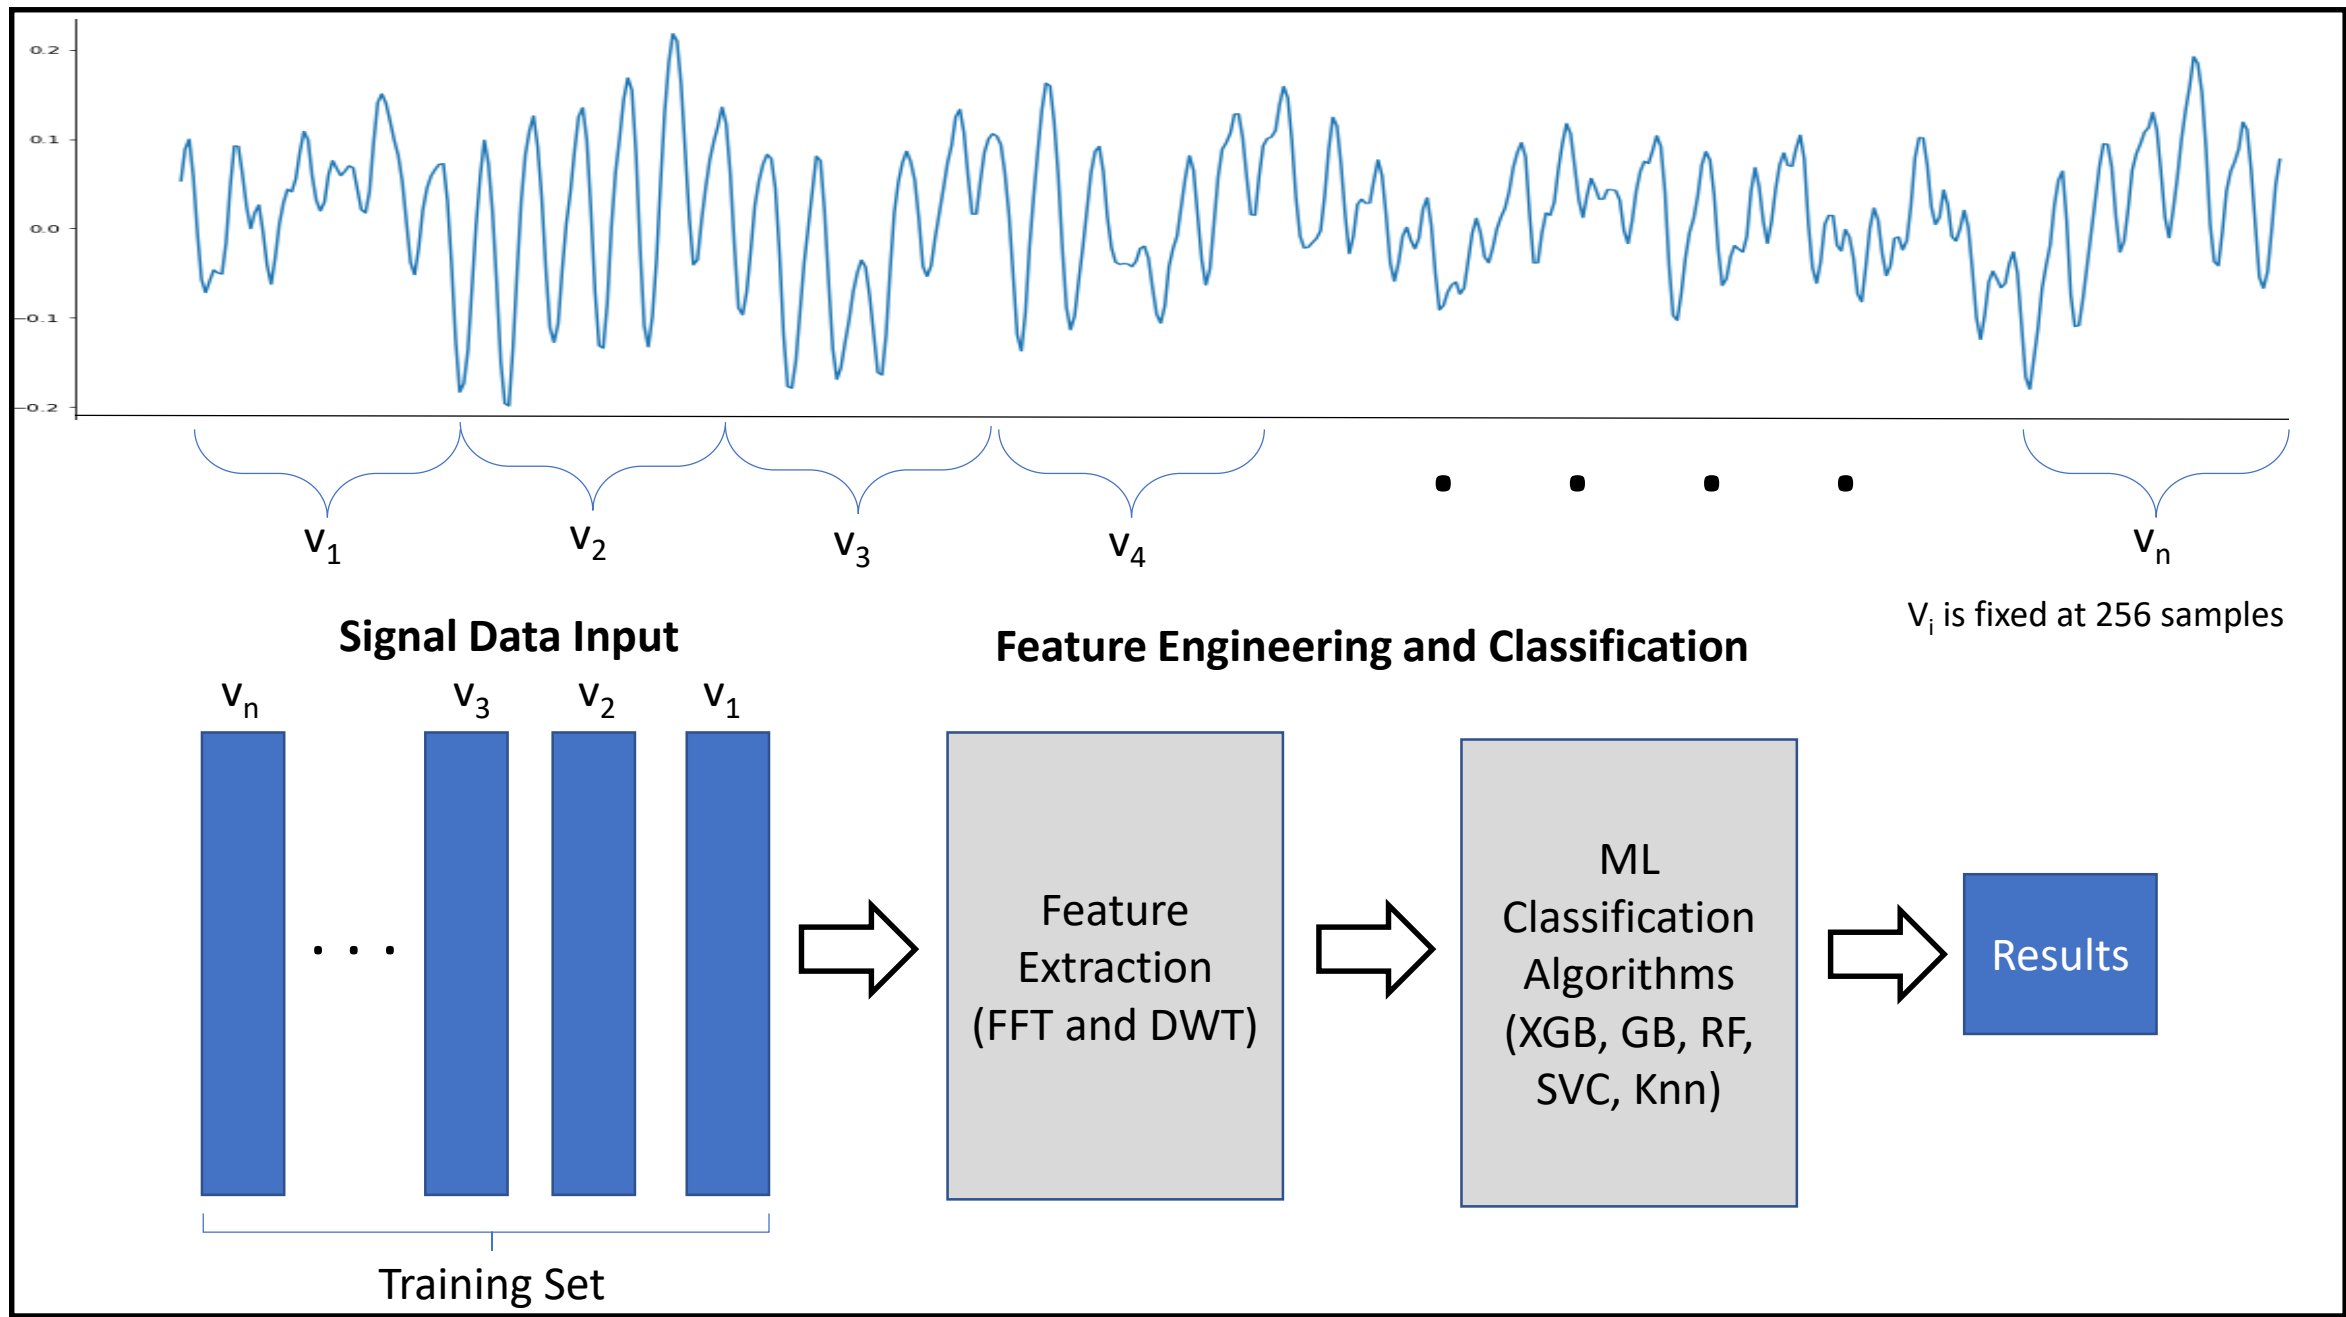 0.2
0.1
0.0
−0.1
−0.2
v1
v2
v3
v4
vn
Vi is fixed at 256 samples
Signal Data Input
Feature Engineering and Classification
vn
v3
v2
v1
. . .
Feature
Extraction
(FFT and DWT)
ML
Classification
Algorithms
(XGB, GB, RF,
SVC, Knn)
Results
Training Set